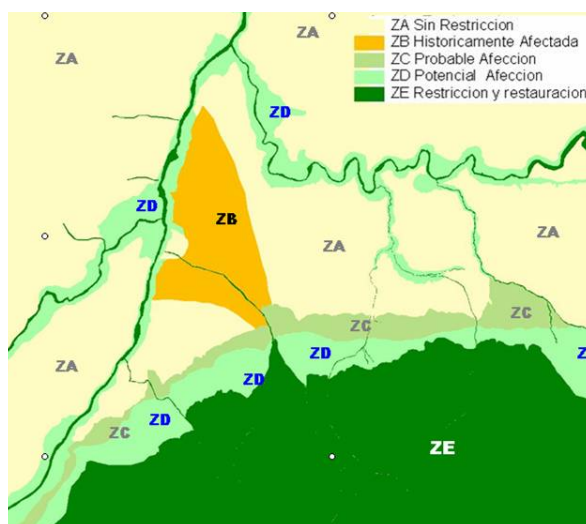 ZA Sin Restriccion
ZB Historicamente Afectada
ZC Probable Afeccion
ZD Potencial Afeccion
ZE Restriccion y restauracion
ZA
ZA
ZD
ZD
ZB
ZA
ZA
ZC
ZC
ZD
ZA
ZD
ZC
ZD
ZE